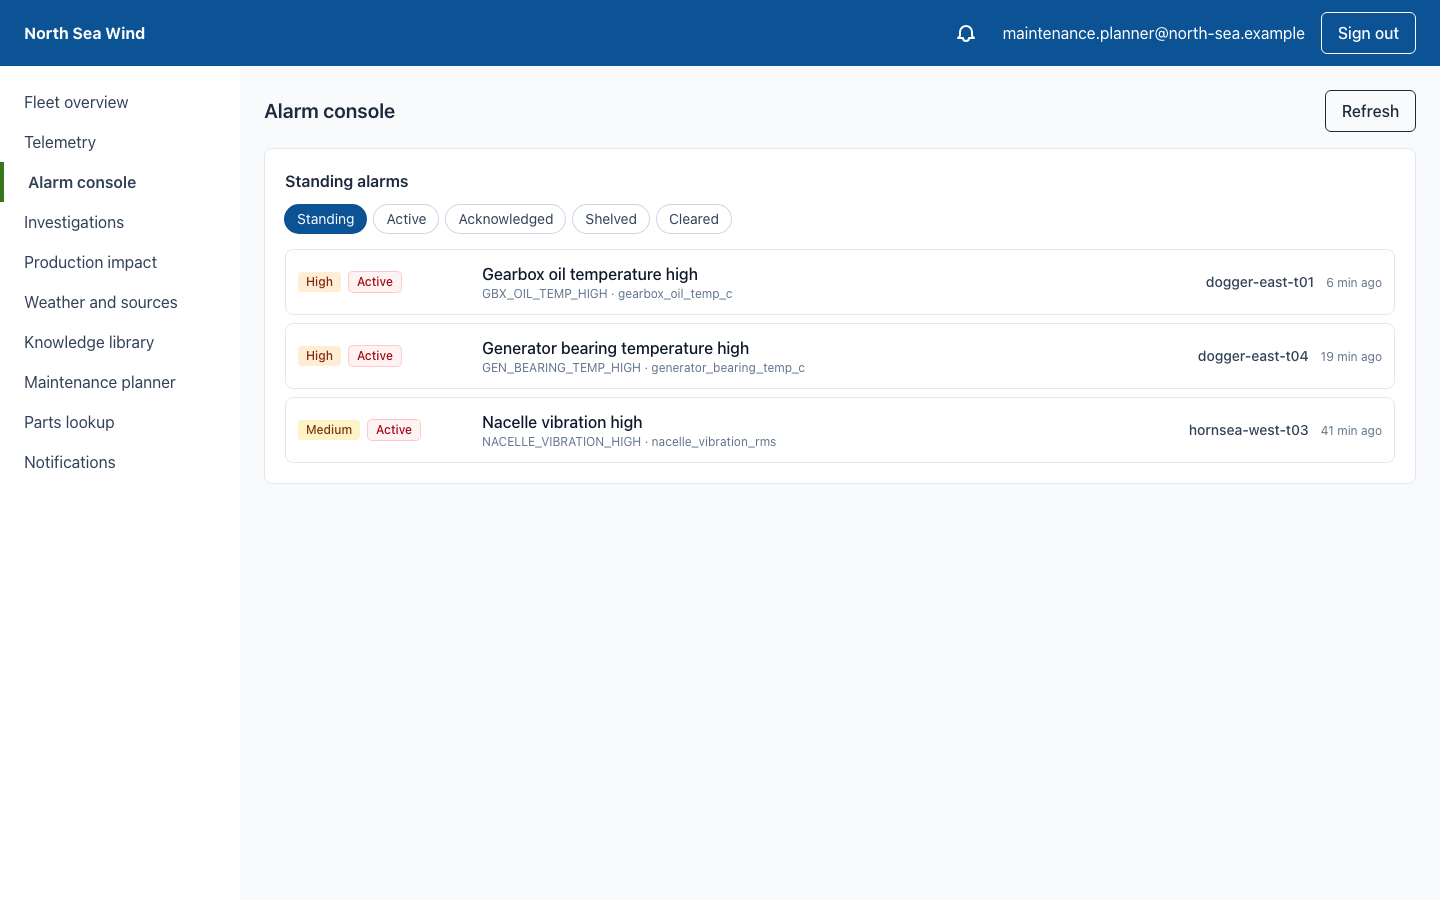 North Sea Wind
maintenance.planner@north-sea.example
Sign out
Fleet overview
Telemetry
Alarm console
Investigations
Production impact
Weather and sources
Knowledge library
Maintenance planner
Parts lookup
Notifications
Alarm console
Refresh
Standing alarms
Standing
Active
Acknowledged
Shelved
Cleared
High
Active
Gearbox oil temperature high
GBX_OIL_TEMP_HIGH · gearbox_oil_temp_c
dogger-east-t01
6 min ago
High
Active
Generator bearing temperature high
GEN_BEARING_TEMP_HIGH · generator_bearing_temp_c
dogger-east-t04
19 min ago
Medium
Active
Nacelle vibration high
NACELLE_VIBRATION_HIGH · nacelle_vibration_rms
hornsea-west-t03
41 min ago